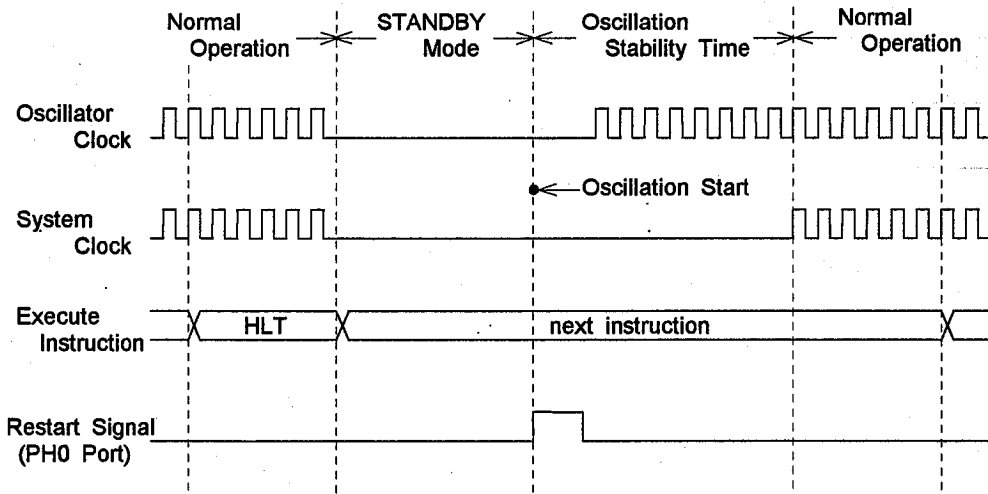 Normal
Operation
STANDBY
Mode
Oscillation
Stability Time
Normal
Operation
Oscillator
Clock
Oscillation Start
System
Clock
Execute
Instruction
HLT
next instruction
Restart Signal
(PH0 Port)